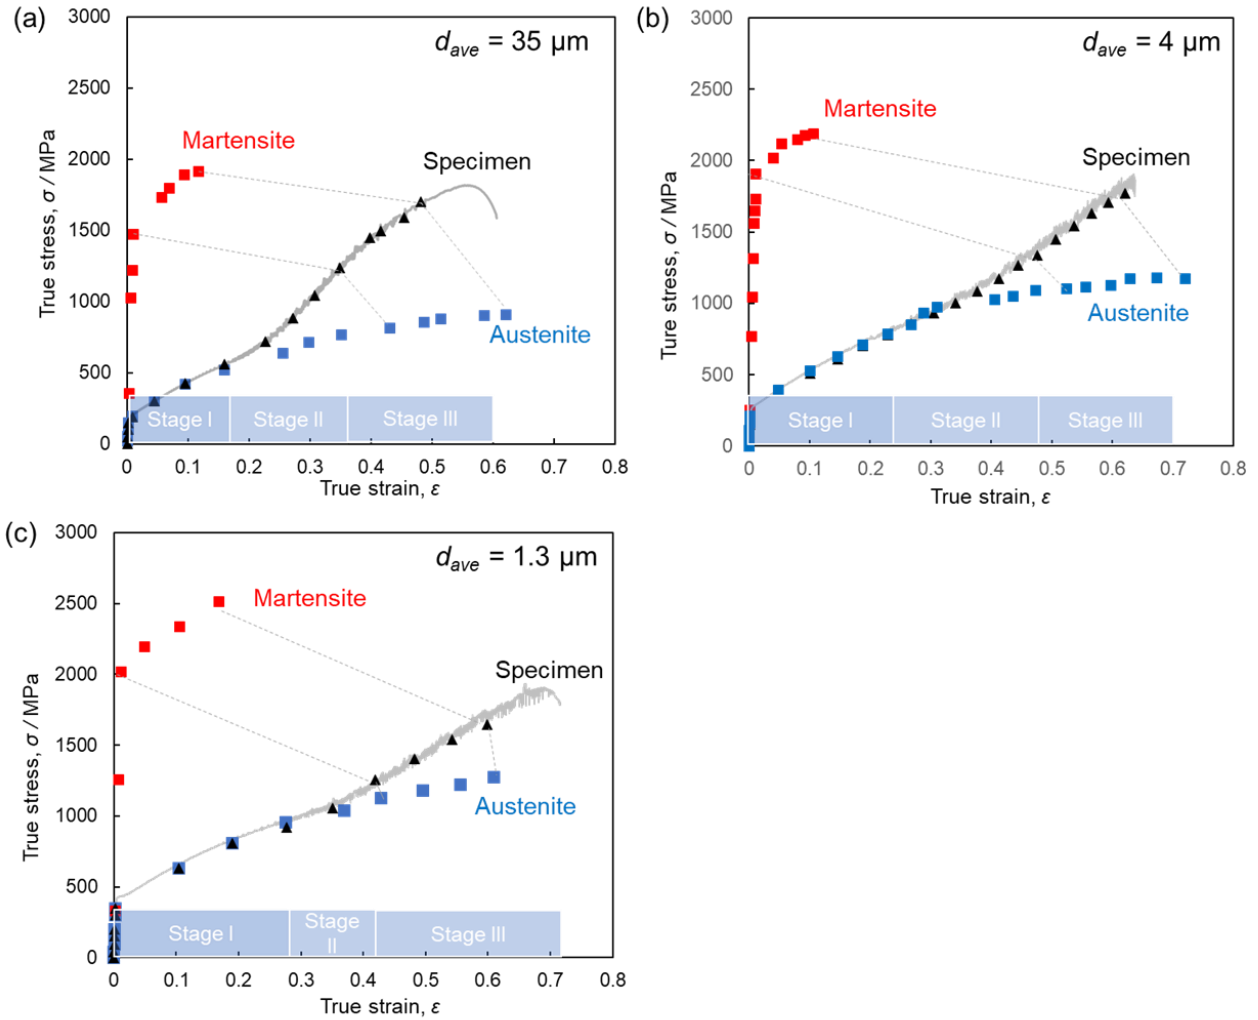 (a)
d_ave = 35 µm
3000
2500
2000
1500
1000
500
0
True stress, σ / MPa
Martensite
Specimen
Austenite
Stage I
Stage II
Stage III
0 0.1 0.2 0.3 0.4 0.5 0.6 0.7 0.8
True strain, ε
(b)
d_ave = 4 µm
3000
2500
2000
1500
1000
500
0
Ture stress, σ / MPa
Martensite
Specimen
Austenite
Stage I
Stage II
Stage III
0 0.1 0.2 0.3 0.4 0.5 0.6 0.7 0.8
True strain, ε
(c)
d_ave = 1.3 µm
3000
2500
2000
1500
1000
500
0
True stress, σ / MPa
Martensite
Specimen
Austenite
Stage I
Stage
II
Stage III
0 0.1 0.2 0.3 0.4 0.5 0.6 0.7 0.8
True strain, ε